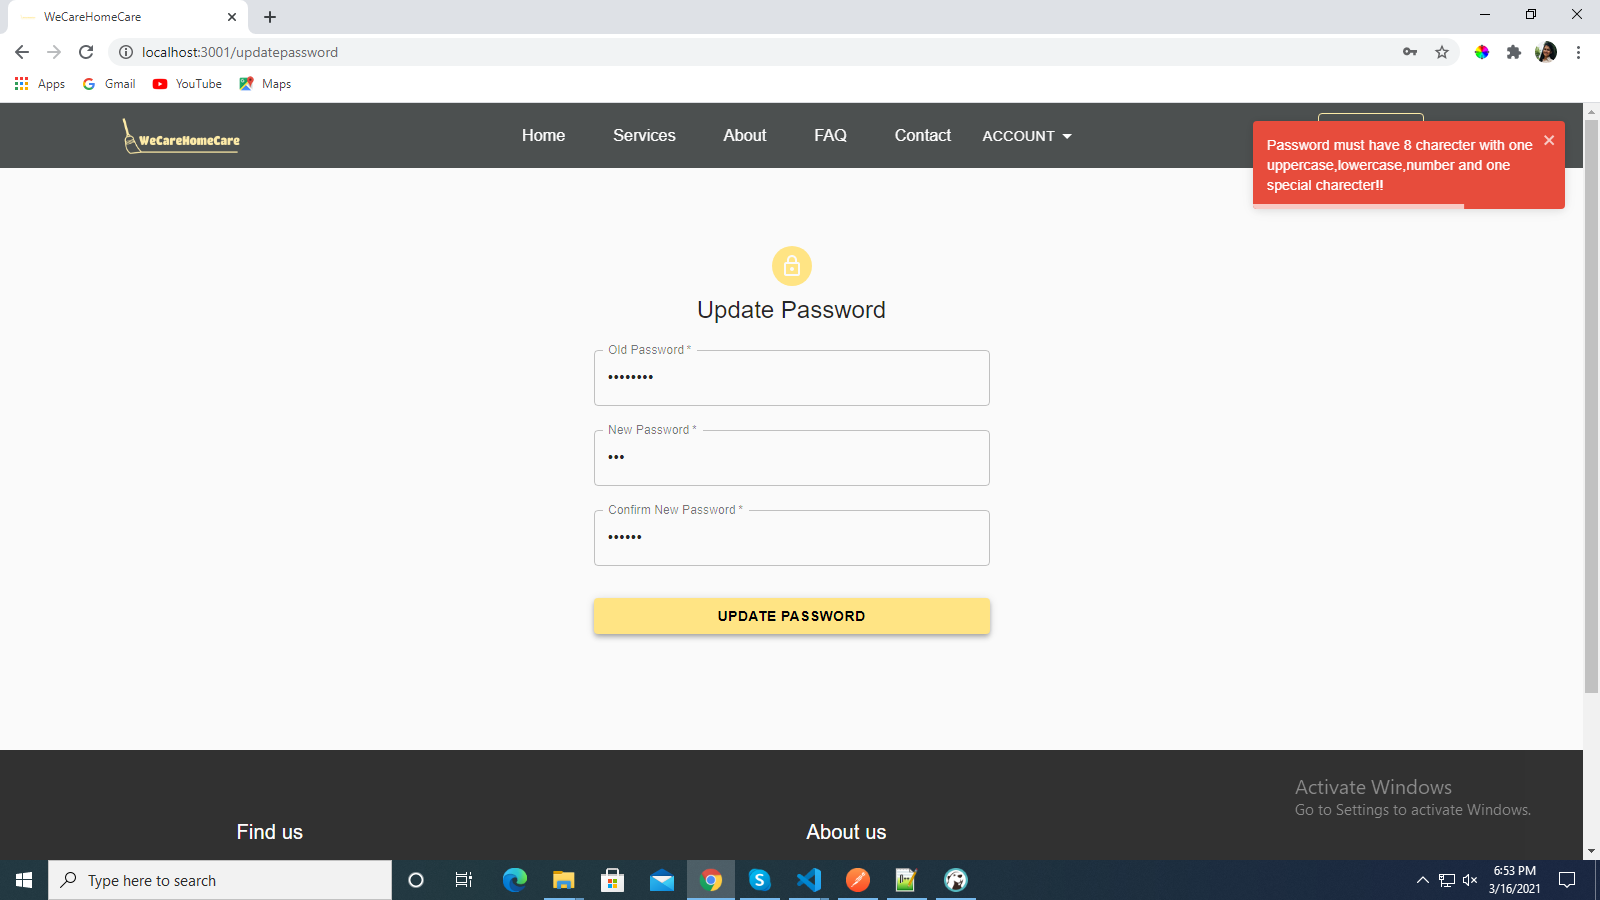 WeCareHomeCare
localhost:3001/updatepassword
Apps
Gmail
YouTube
Maps
WeCareHomeCare
Home
Services
About
FAQ
Contact
ACCOUNT
Password must have 8 charecter with one
uppercase,lowercase,number and one
special charecter!!
Update Password
Old Password *
••••••••
New Password *
•••
Confirm New Password *
••••••
UPDATE PASSWORD
Activate Windows
Go to Settings to activate Windows.
Find us
About us
Type here to search
6:53 PM
3/16/2021